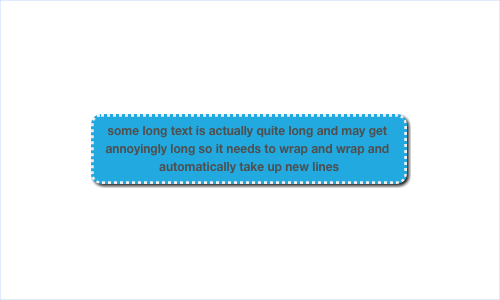 some long text is actually quite long and may get
annoyingly long so it needs to wrap and wrap and
automatically take up new lines